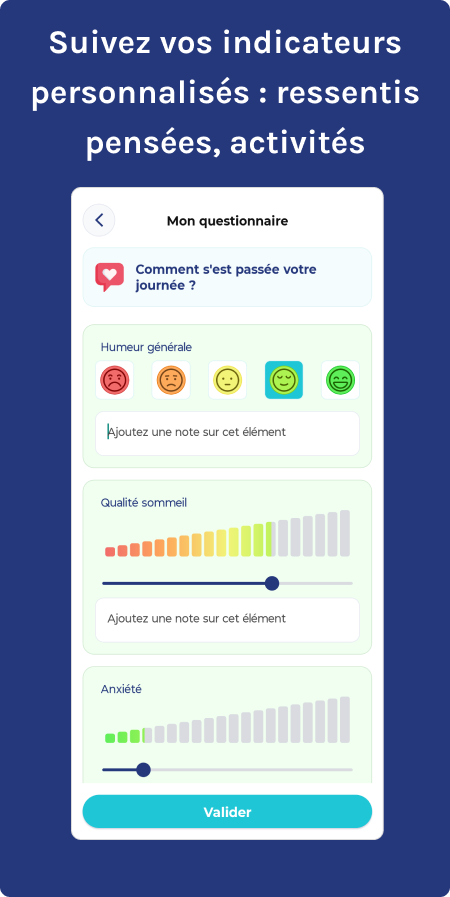 Suivez vos indicateurs
personnalisés : ressentis
pensées, activités
Mon questionnaire
Comment s'est passée votre
journée ?
Humeur générale
Ajoutez une note sur cet élément
Qualité sommeil
Ajoutez une note sur cet élément
Anxiété
Valider